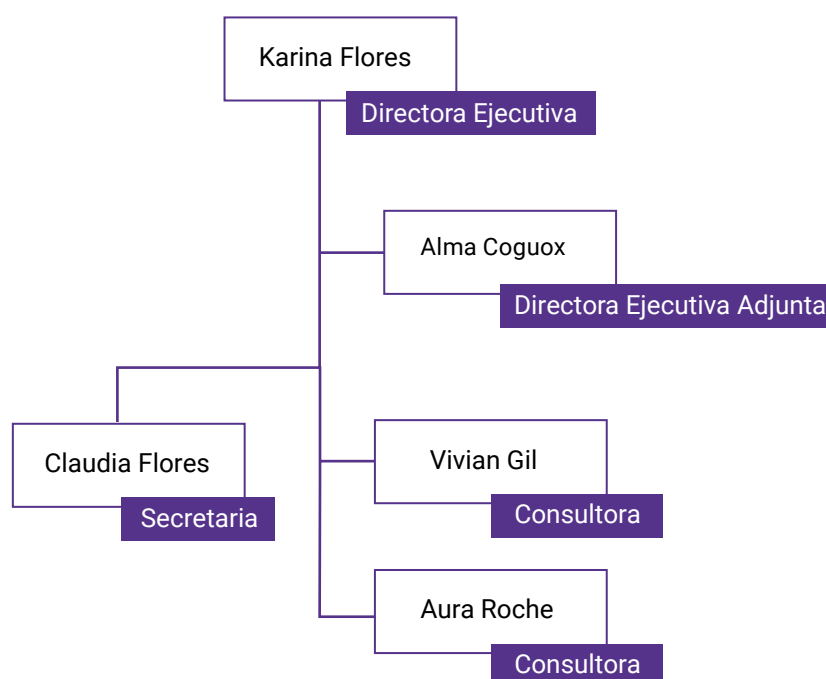 Karina Flores
Directora Ejecutiva
Alma Coguox
Directora Ejecutiva Adjunta
Claudia Flores
Secretaria
Vivian Gil
Consultora
Aura Roche
Consultora